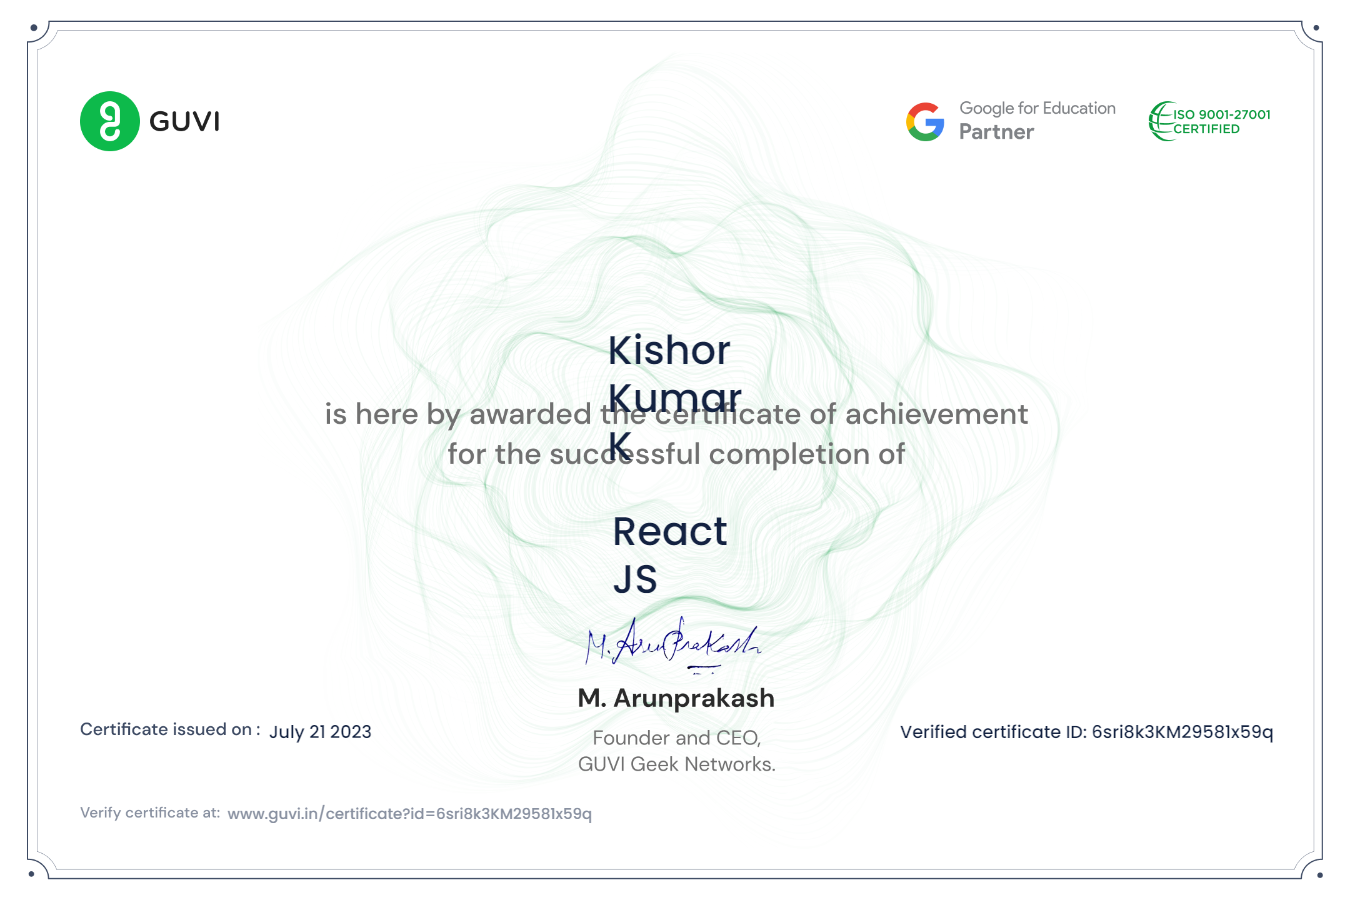 GUVI
Google for Education
Partner
ISO 9001-27001
CERTIFIED
Kishor
Kumar
is here by awarded the certificate of achievement
K
for the successful completion of
React
JS
M. Arunprakash
M. Arunprakash
Founder and CEO,
GUVI Geek Networks.
Certificate issued on : July 21 2023
Verified certificate ID: 6sri8k3KM29581x59q
Verify certificate at: www.guvi.in/certificate?id=6sri8k3KM29581x59q